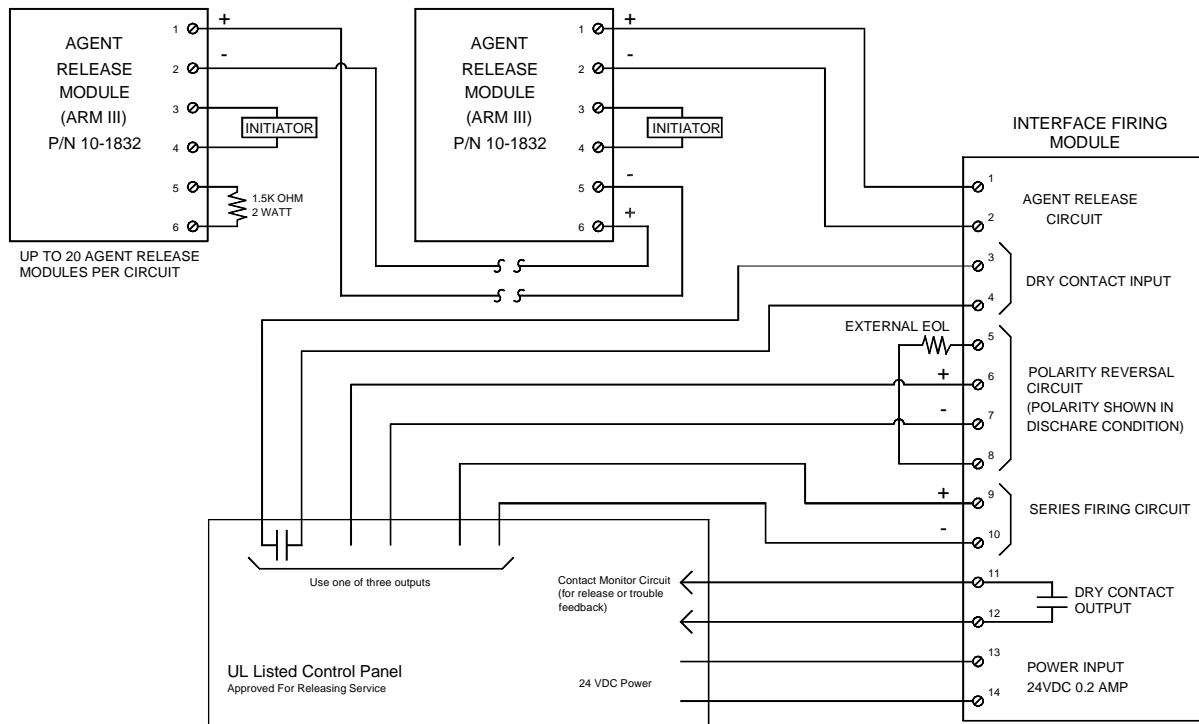 AGENT
RELEASE
MODULE
(ARM III)
P/N 10-1832
1
+
2
-
3
4
INITIATOR
5
6
1.5K OHM
2 WATT
UP TO 20 AGENT RELEASE
MODULES PER CIRCUIT
AGENT
RELEASE
MODULE
(ARM III)
P/N 10-1832
1
+
2
-
3
4
INITIATOR
5
-
6
+
INTERFACE FIRING
MODULE
1
2
AGENT RELEASE
CIRCUIT
3
4
DRY CONTACT INPUT
EXTERNAL EOL
5
+
6
-
7
8
POLARITY REVERSAL
CIRCUIT
(POLARITY SHOWN IN
DISCHARE CONDITION)
+
9
-
10
SERIES FIRING CIRCUIT
11
12
DRY CONTACT
OUTPUT
13
14
POWER INPUT
24VDC 0.2 AMP
Use one of three outputs
Contact Monitor Circuit
(for release or trouble
feedback)
UL Listed Control Panel
Approved For Releasing Service
24 VDC Power